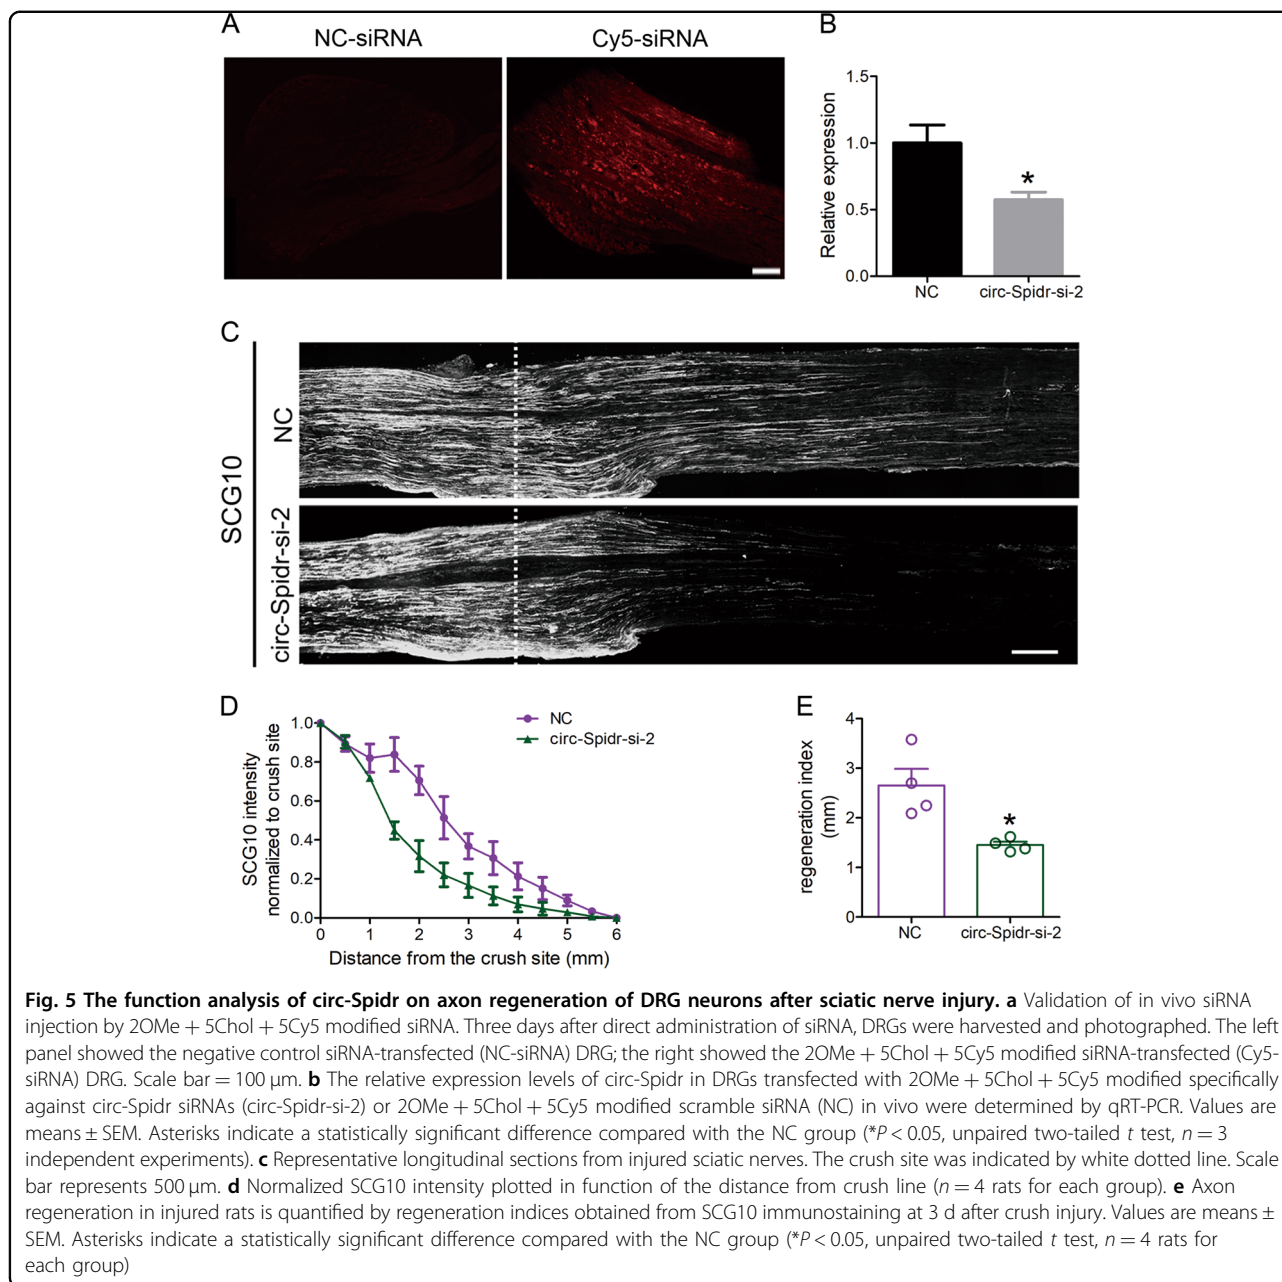 A
NC-siRNA
Cy5-siRNA
B
Relative expression
1.5
1.0
0.5
0.0
*
NC
circ-Spidr-si-2
C
SCG10
NC
circ-Spidr-si-2
D
SCG10 intensity
normalized to crush site
1.0
0.8
0.6
0.4
0.2
0.0
0 1 2 3 4 5 6
Distance from the crush site (mm)
NC
circ-Spidr-si-2
E
regeneration index
(mm)
4
3
2
1
0
*
NC
circ-Spidr-si-2
Fig. 5 The function analysis of circ-Spidr on axon regeneration of DRG neurons after sciatic nerve injury. a Validation of in vivo siRNA
injection by 2OMe + 5Chol + 5Cy5 modified siRNA. Three days after direct administration of siRNA, DRGs were harvested and photographed. The left
panel showed the negative control siRNA-transfected (NC-siRNA) DRG; the right showed the 2OMe + 5Chol + 5Cy5 modified siRNA-transfected (Cy5-
siRNA) DRG. Scale bar = 100 μm. b The relative expression levels of circ-Spidr in DRGs transfected with 2OMe + 5Chol + 5Cy5 modified specifically
against circ-Spidr siRNAs (circ-Spidr-si-2) or 2OMe + 5Chol + 5Cy5 modified scramble siRNA (NC) in vivo were determined by qRT-PCR. Values are
means ± SEM. Asterisks indicate a statistically significant difference compared with the NC group (*P < 0.05, unpaired two-tailed t test, n = 3
independent experiments). c Representative longitudinal sections from injured sciatic nerves. The crush site was indicated by white dotted line. Scale
bar represents 500 μm. d Normalized SCG10 intensity plotted in function of the distance from crush line (n = 4 rats for each group). e Axon
regeneration in injured rats is quantified by regeneration indices obtained from SCG10 immunostaining at 3 d after crush injury. Values are means ±
SEM. Asterisks indicate a statistically significant difference compared with the NC group (*P < 0.05, unpaired two-tailed t test, n = 4 rats for
each group)